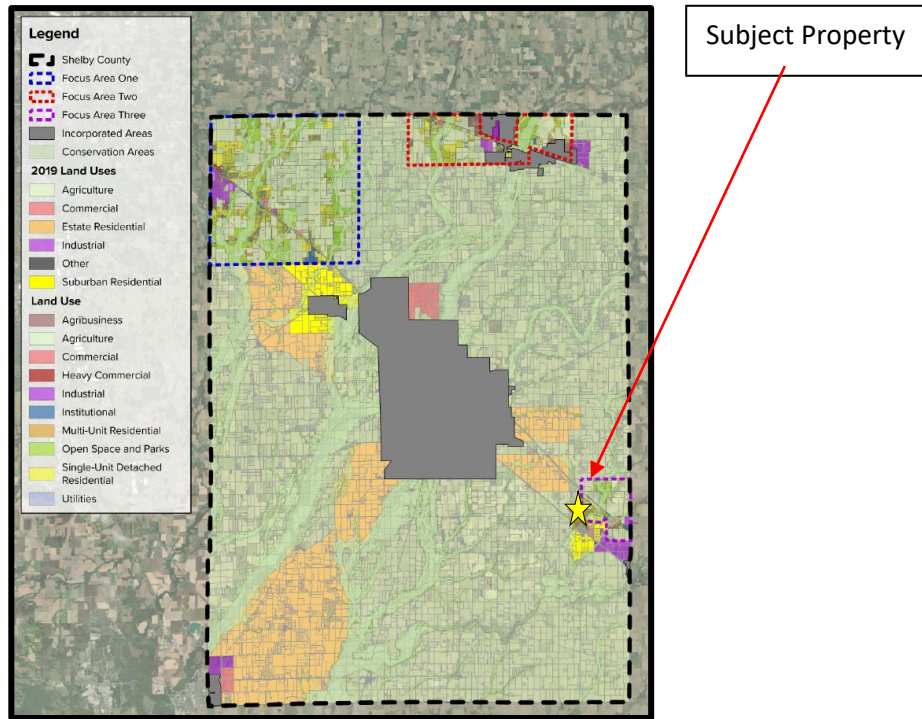 Subject Property
Legend
Shelby County
Focus Area One
Focus Area Two
Focus Area Three
Incorporated Areas
Conservation Areas
2019 Land Uses
Agriculture
Commercial
Estate Residential
Industrial
Other
Suburban Residential
Land Use
Agribusiness
Agriculture
Commercial
Heavy Commercial
Industrial
Institutional
Multi-Unit Residential
Open Space and Parks
Single-Unit Detached
Residential
Utilities